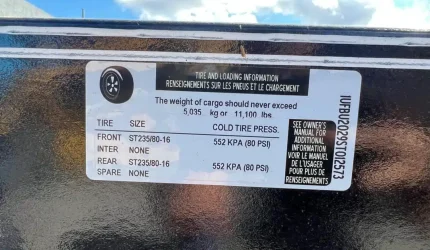 TIRE AND LOADING INFORMATION
RENSEIGNEMENTS SUR LES PNEUS ET LE CHARGEMENT
The weight of cargo should never exceed
5,035 kg or 11,100 lbs.
TIRE SIZE COLD TIRE PRESS.
FRONT ST235/80-16 552 KPA (80 PSI)
INTER NONE
REAR ST235/80-16 552 KPA (80 PSI)
SPARE NONE
SEE OWNER'S
MANUAL FOR
ADDITIONAL
INFORMATION
VOIR LE MANUEL
DE L'USAGER
POUR PLUS DE
RENSEIGNEMENTS
1UFBU2029ST012573